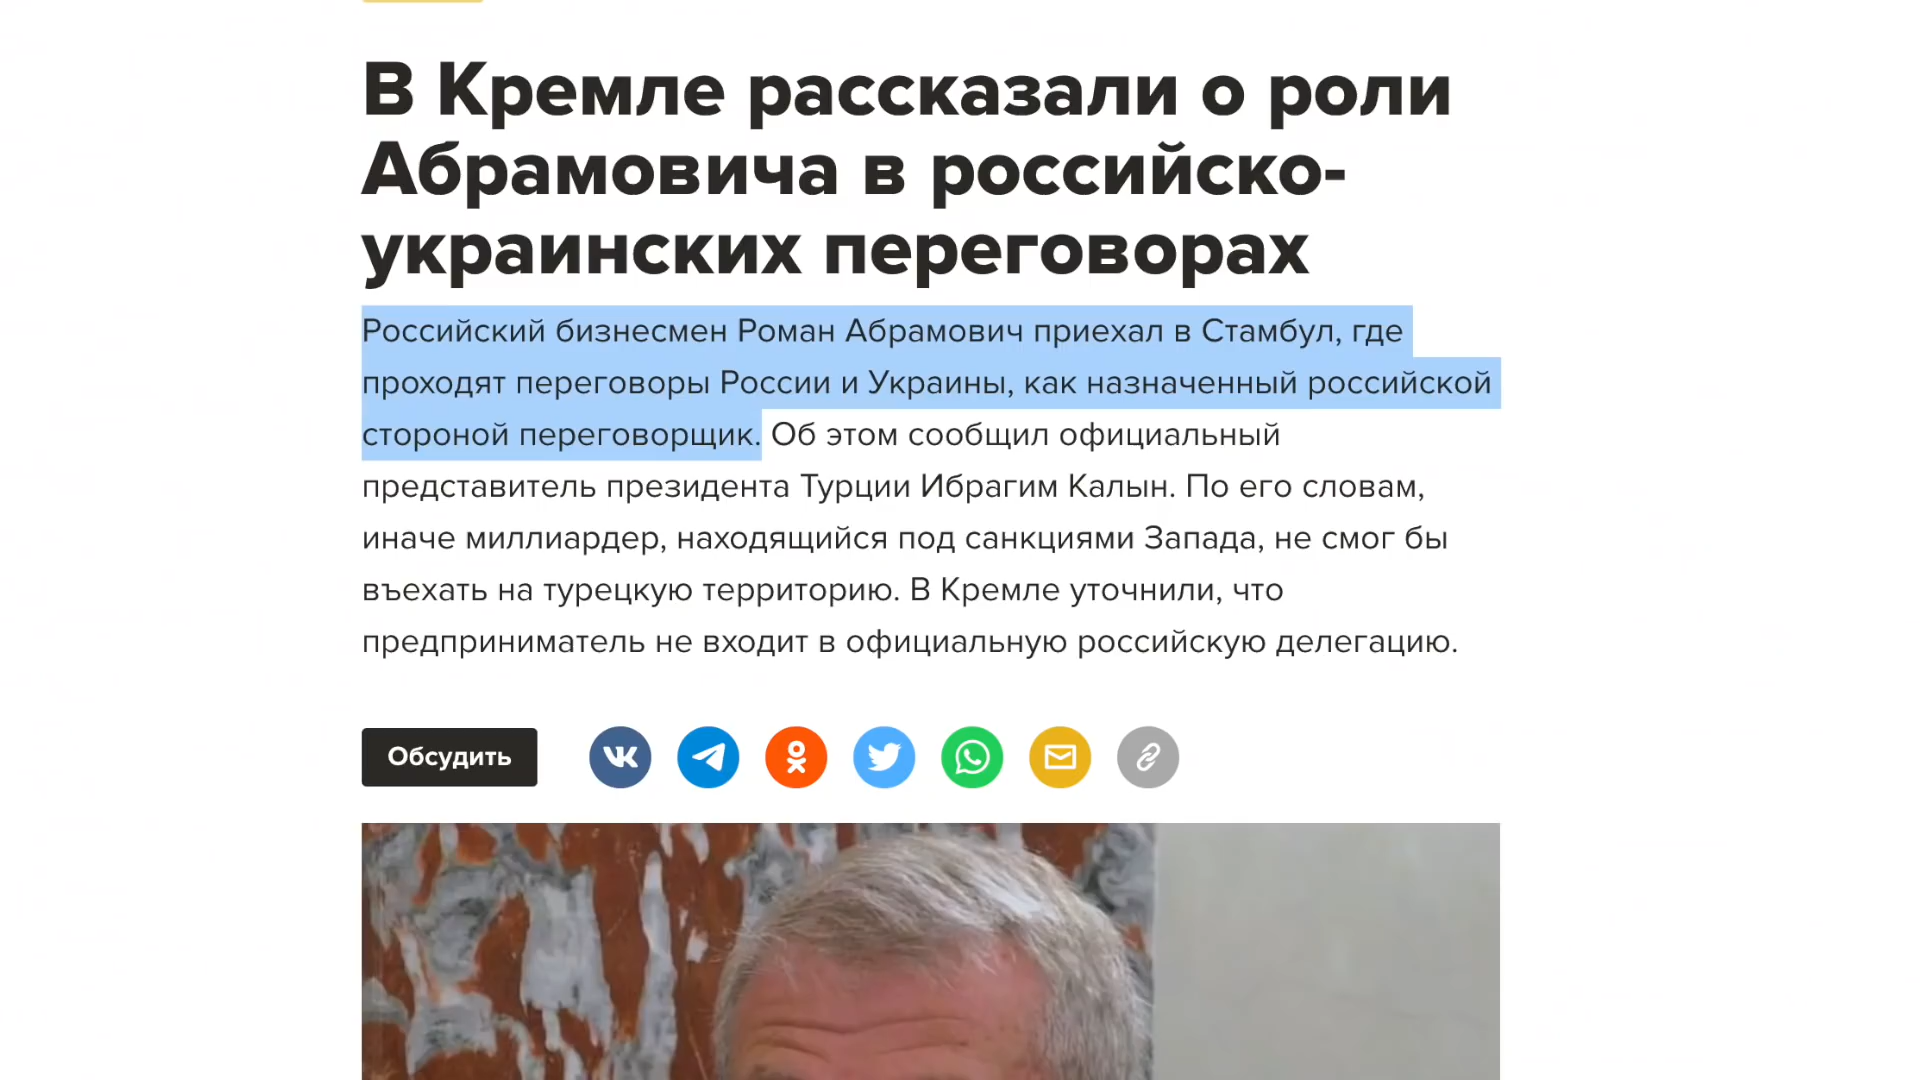 В Кремле рассказали о роли
Абрамовича в российско-
украинских переговорах
Российский бизнесмен Роман Абрамович приехал в Стамбул, где
проходят переговоры России и Украины, как назначенный российской
стороной переговорщик. Об этом сообщил официальный
представитель президента Турции Ибрагим Калын. По его словам,
иначе миллиардер, находящийся под санкциями Запада, не смог бы
въехать на турецкую территорию. В Кремле уточнили, что
предприниматель не входит в официальную российскую делегацию.
Обсудить